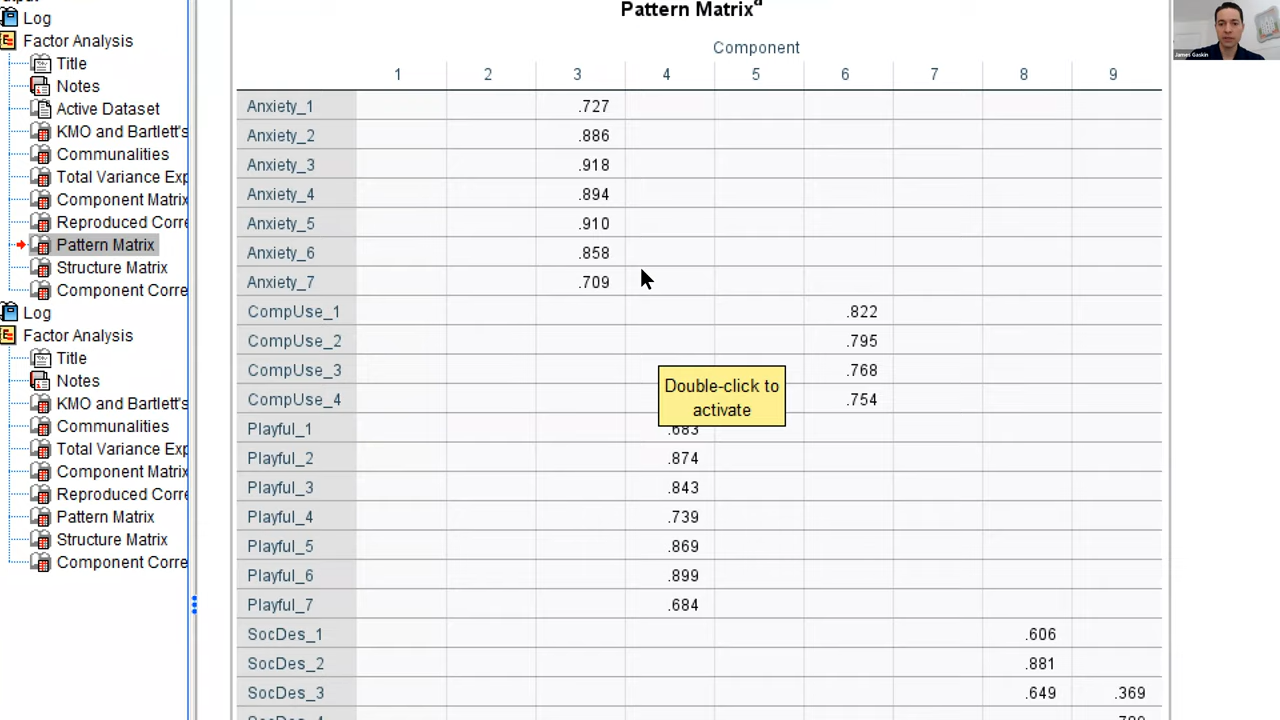 Log
Factor Analysis
Title
Notes
Active Dataset
KMO and Bartlett's
Communalities
Total Variance Exp
Component Matrix
Reproduced Corre
Pattern Matrix
Structure Matrix
Component Corre
Log
Factor Analysis
Title
Notes
KMO and Bartlett's
Communalities
Total Variance Exp
Component Matrix
Reproduced Corre
Pattern Matrix
Structure Matrix
Component Corre
Pattern Matrixa
Component
1 2 3 4 5 6 7 8 9
Anxiety_1 .727
Anxiety_2 .886
Anxiety_3 .918
Anxiety_4 .894
Anxiety_5 .910
Anxiety_6 .858
Anxiety_7 .709
CompUse_1 .822
CompUse_2 .795
CompUse_3 .768
CompUse_4 .754
Playful_1 .683
Playful_2 .874
Playful_3 .843
Playful_4 .739
Playful_5 .869
Playful_6 .899
Playful_7 .684
SocDes_1 .606
SocDes_2 .881
SocDes_3 .649 .369
Double-click to
activate
James Gaskin